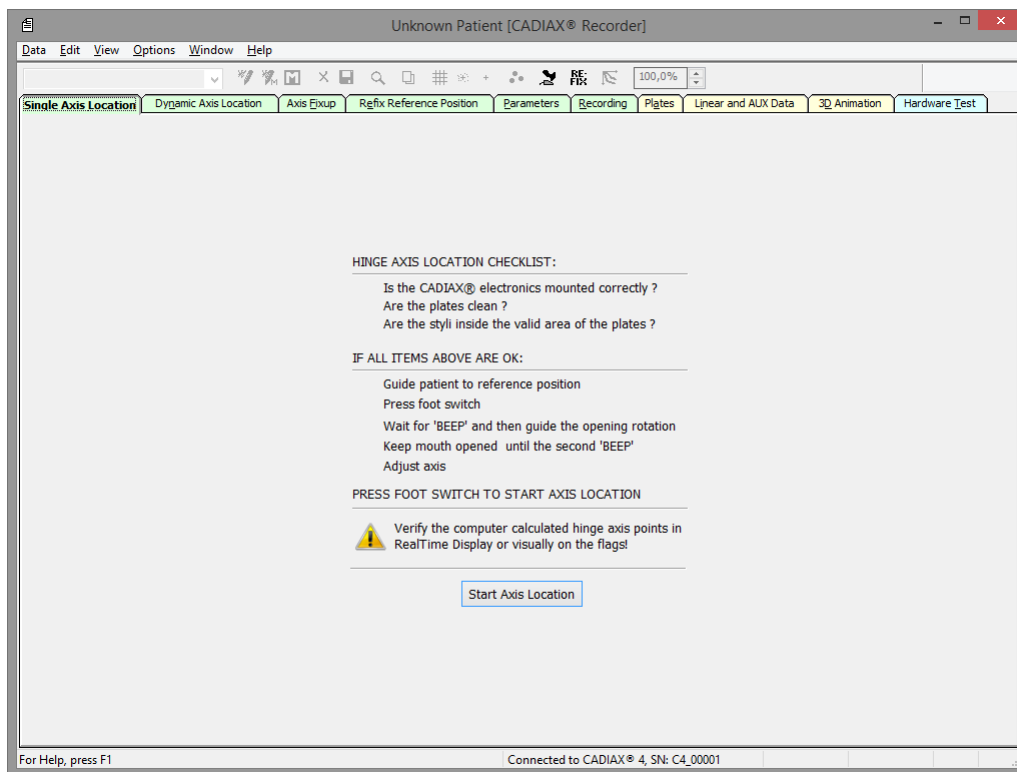 Unknown Patient [CADIAX® Recorder]
Data Edit View Options Window Help
RE:FIX 100,0%
Single Axis Location Dynamic Axis Location Axis Fixup Refix Reference Position Parameters Recording Plates Linear and AUX Data 3D Animation Hardware Test
HINGE AXIS LOCATION CHECKLIST:
Is the CADIAX® electronics mounted correctly ?
Are the plates clean ?
Are the styli inside the valid area of the plates ?
IF ALL ITEMS ABOVE ARE OK:
Guide patient to reference position
Press foot switch
Wait for 'BEEP' and then guide the opening rotation
Keep mouth opened until the second 'BEEP'
Adjust axis
PRESS FOOT SWITCH TO START AXIS LOCATION
Verify the computer calculated hinge axis points in
RealTime Display or visually on the flags!
Start Axis Location
For Help, press F1 Connected to CADIAX® 4, SN: C4_00001